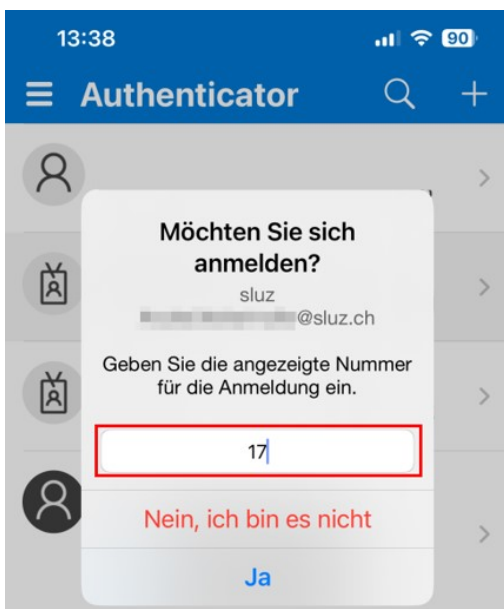 13:38
90
Authenticator
Möchten Sie sich
anmelden?
sluz
@sluz.ch
Geben Sie die angezeigte Nummer
für die Anmeldung ein.
17
Nein, ich bin es nicht
Ja